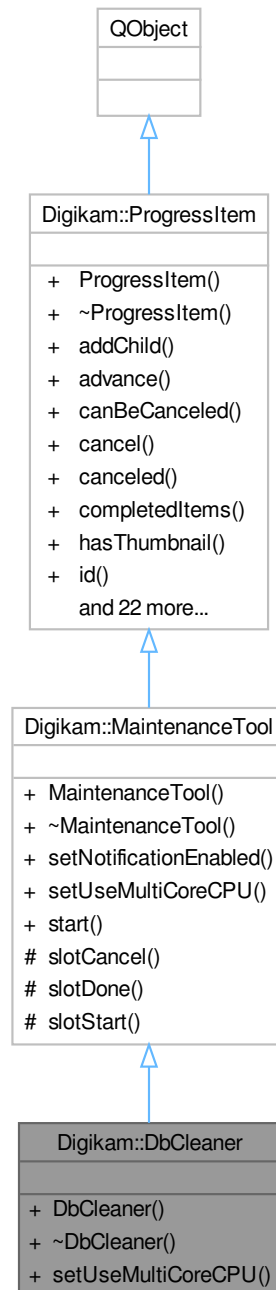 QObject
Digikam::ProgressItem
+ ProgressItem()
+ ~ProgressItem()
+ addChild()
+ advance()
+ canBeCanceled()
+ cancel()
+ canceled()
+ completedItems()
+ hasThumbnail()
+ id()
and 22 more...
Digikam::MaintenanceTool
+ MaintenanceTool()
+ ~MaintenanceTool()
+ setNotificationEnabled()
+ setUseMultiCoreCPU()
+ start()
# slotCancel()
# slotDone()
# slotStart()
Digikam::DbCleaner
+ DbCleaner()
+ ~DbCleaner()
+ setUseMultiCoreCPU()